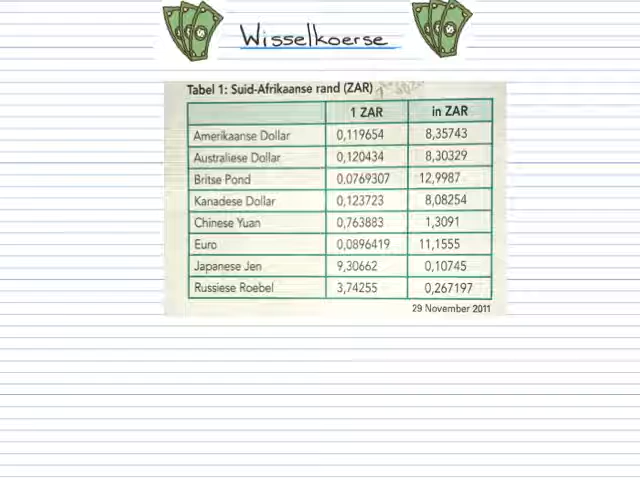 Wisselkoerse
Tabel 1: Suid-Afrikaanse rand (ZAR)
1 ZAR in ZAR
Amerikaanse Dollar 0,119654 8,35743
Australiese Dollar 0,120434 8,30329
Britse Pond 0,0769307 12,9987
Kanadese Dollar 0,123723 8,08254
Chinese Yuan 0,763883 1,3091
Euro 0,0896419 11,1555
Japanese Jen 9,30662 0,10745
Russiese Roebel 3,74255 0,267197
29 November 2011